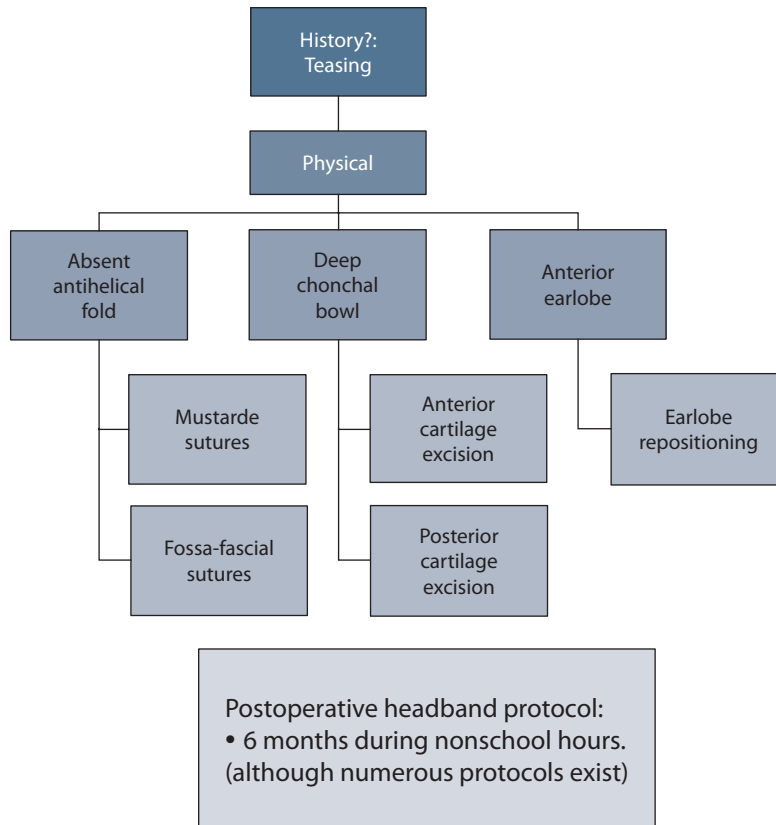 History?:
Teasing
Physical
Absent
antihelical
fold
Deep
chonchal
bowl
Anterior
earlobe
Mustarde
sutures
Anterior
cartilage
excision
Earlobe
repositioning
Fossa-fascial
sutures
Posterior
cartilage
excision
Postoperative headband protocol:
• 6 months during nonschool hours.
(although numerous protocols exist)